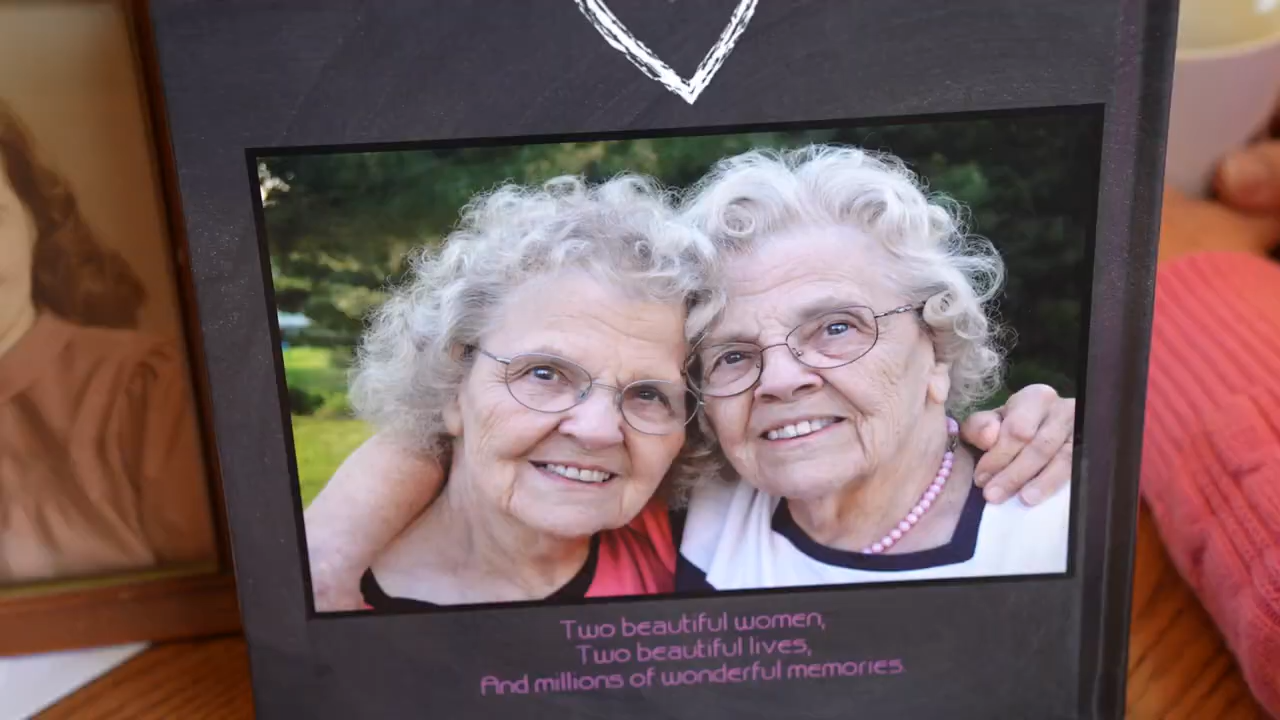 Two beautiful women,
Two beautiful lives,
And millions of wonderful memories.